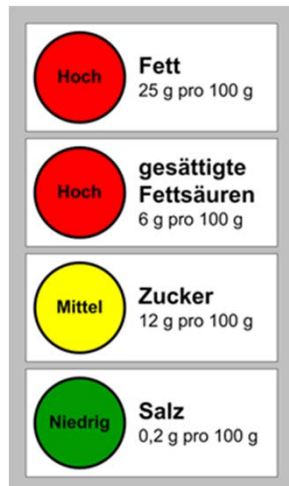 Hoch
Fett
25 g pro 100 g
Hoch
gesättigte
Fettsäuren
6 g pro 100 g
Mittel
Zucker
12 g pro 100 g
Niedrig
Salz
0,2 g pro 100 g